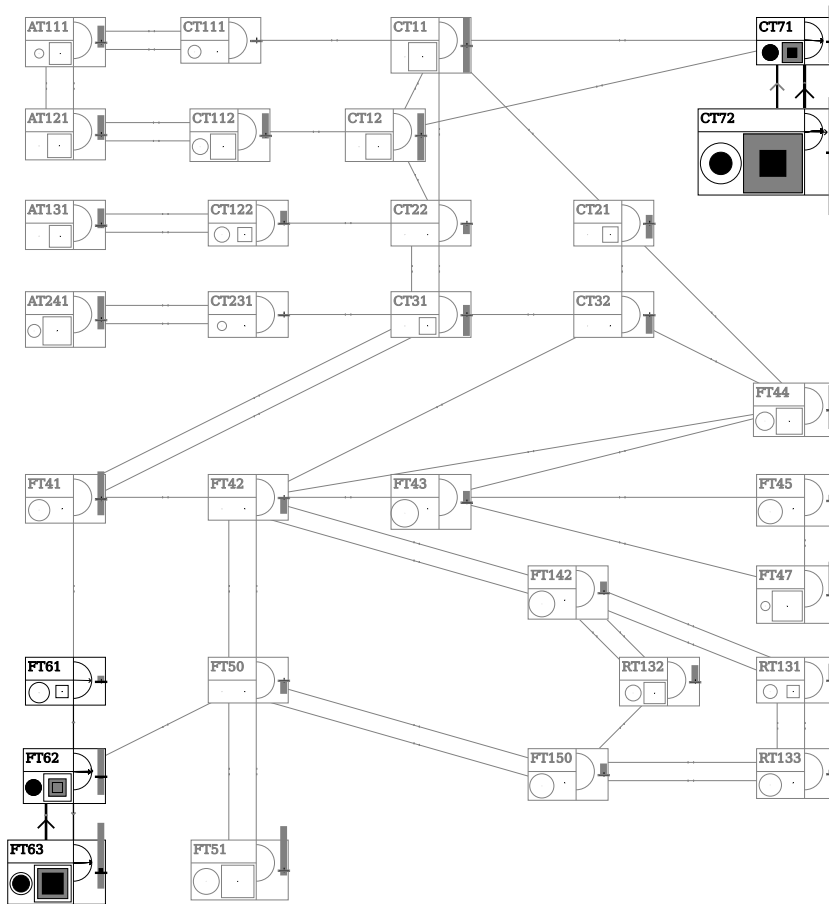 AT111 CT111 CT11 CT71
AT121 CT112 CT12 CT72
AT131 CT122 CT22 CT21
AT241 CT231 CT31 CT32
FT44
FT41 FT42 FT43 FT45
FT142 FT47
FT61 FT50 RT132 RT131
FT62 FT150 RT133
FT63 FT51